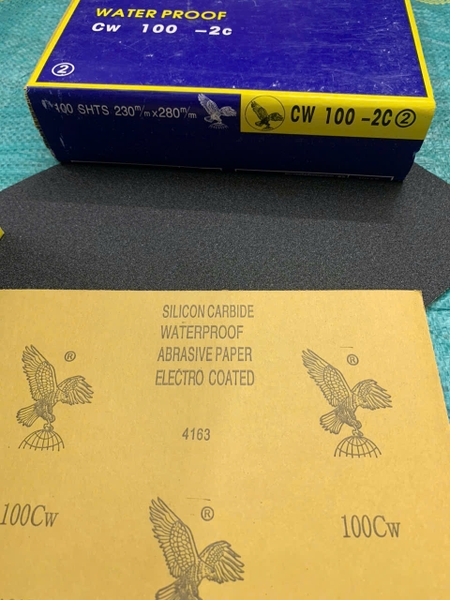 WATER PROOF
Cw 100 -2c
②
100 SHTS 230m/m x 280m/m
CW 100 -2C②
SILICON CARBIDE
WATERPROOF
ABRASIVE PAPER
ELECTRO COATED
®
®
4163
®
100Cw
100Cw